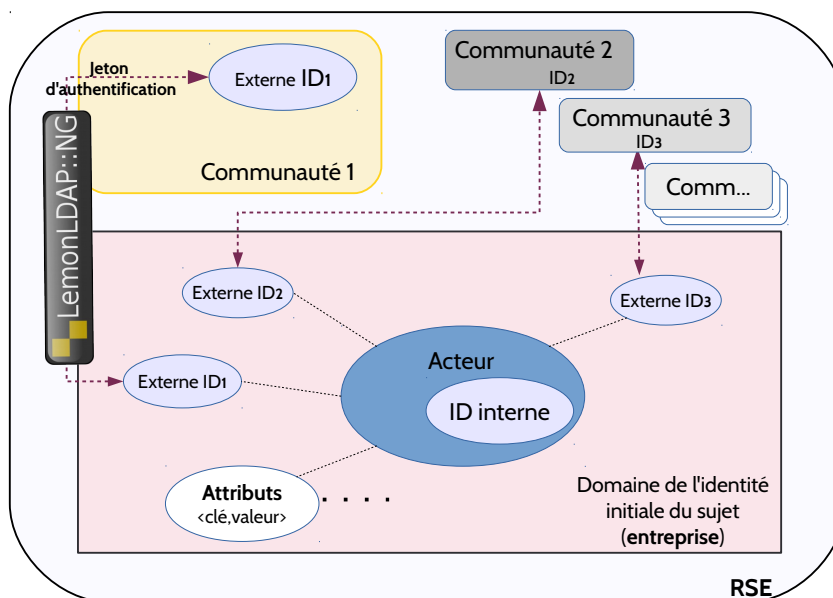 Jeton
d'authentification
Externe ID1
Communauté 1
Communauté 2
ID2
Communauté 3
ID3
Comm...
LemonLDAP::NG
Externe ID2
Externe ID3
Externe ID1
Acteur
ID interne
Attributs
<clé,valeur>
. . . .
Domaine de l'identité
initiale du sujet
(entreprise)
RSE